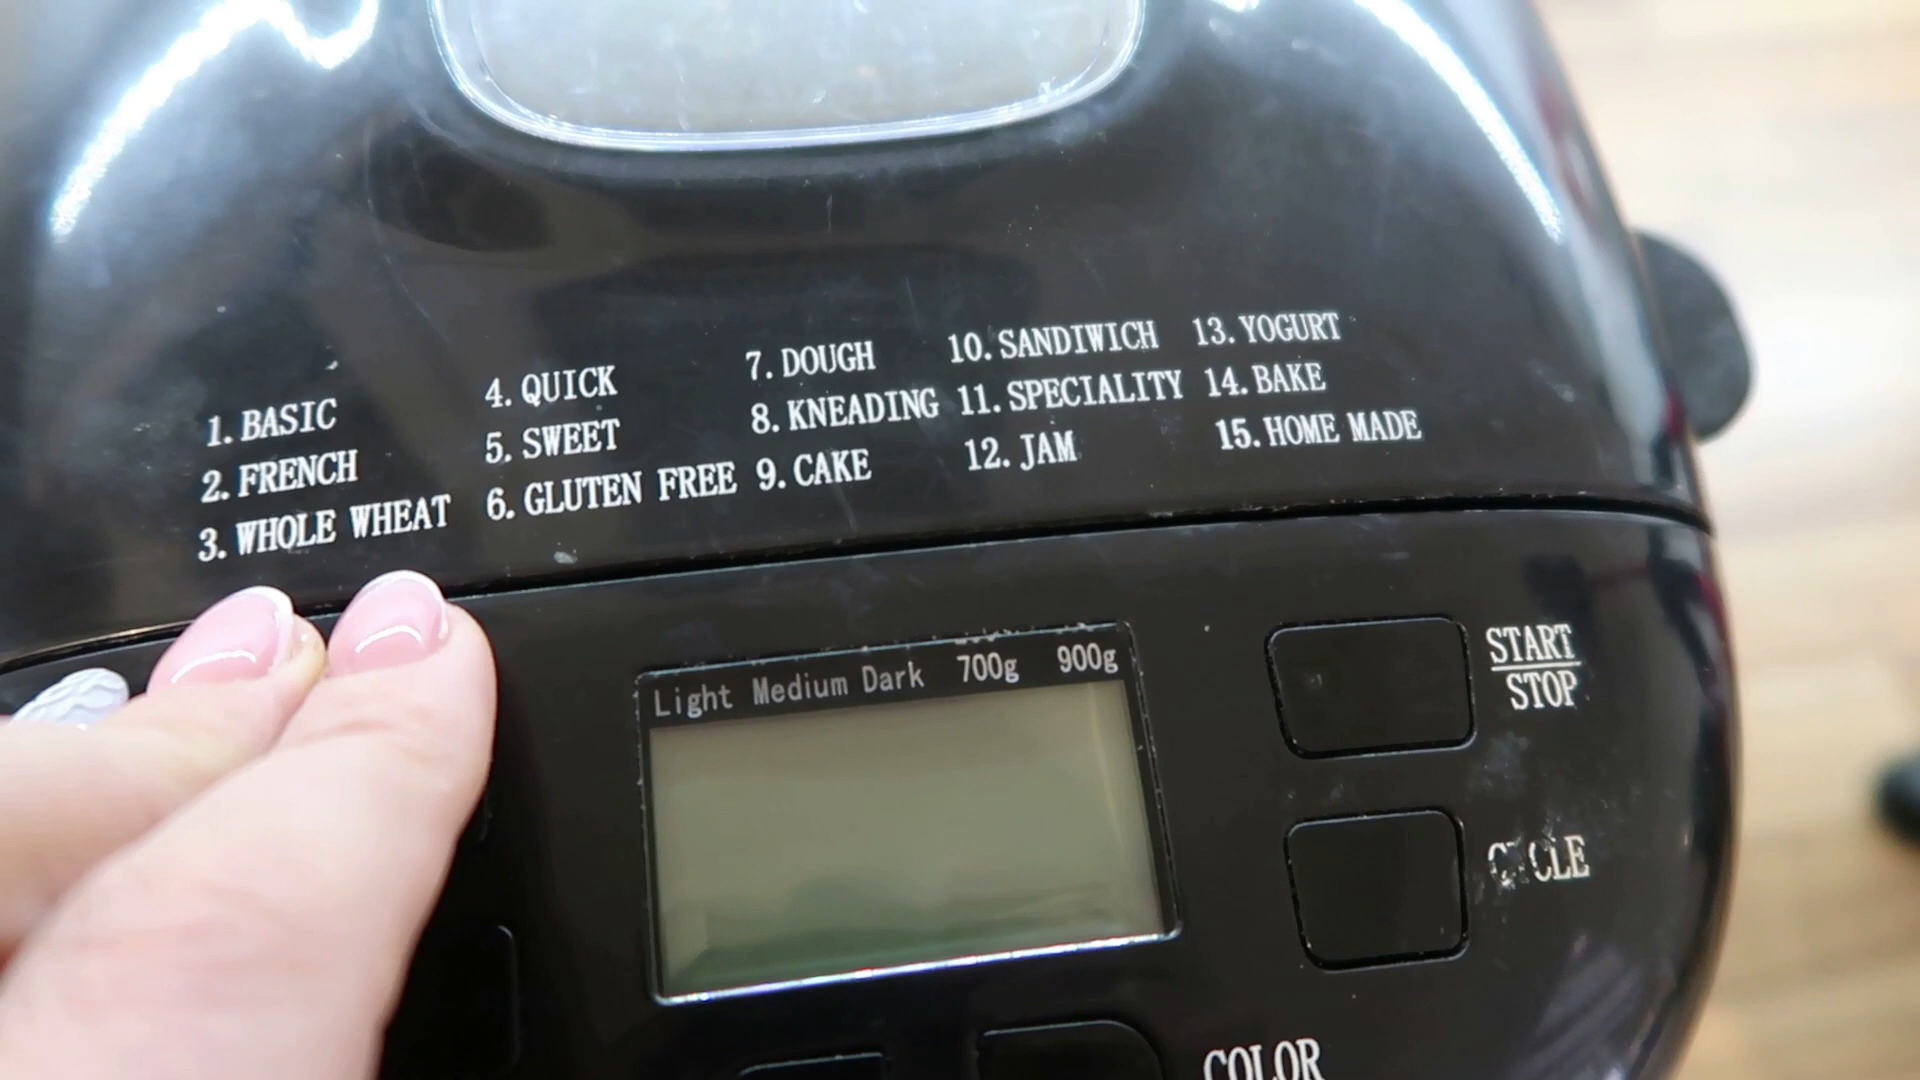 1. BASIC
2. FRENCH
3. WHOLE WHEAT
4. QUICK
5. SWEET
6. GLUTEN FREE
7. DOUGH
8. KNEADING
9. CAKE
10. SANDIWICH
11. SPECIALITY
12. JAM
13. YOGURT
14. BAKE
15. HOME MADE
Light Medium Dark 700g 900g
START
STOP
CYCLE
COLOR